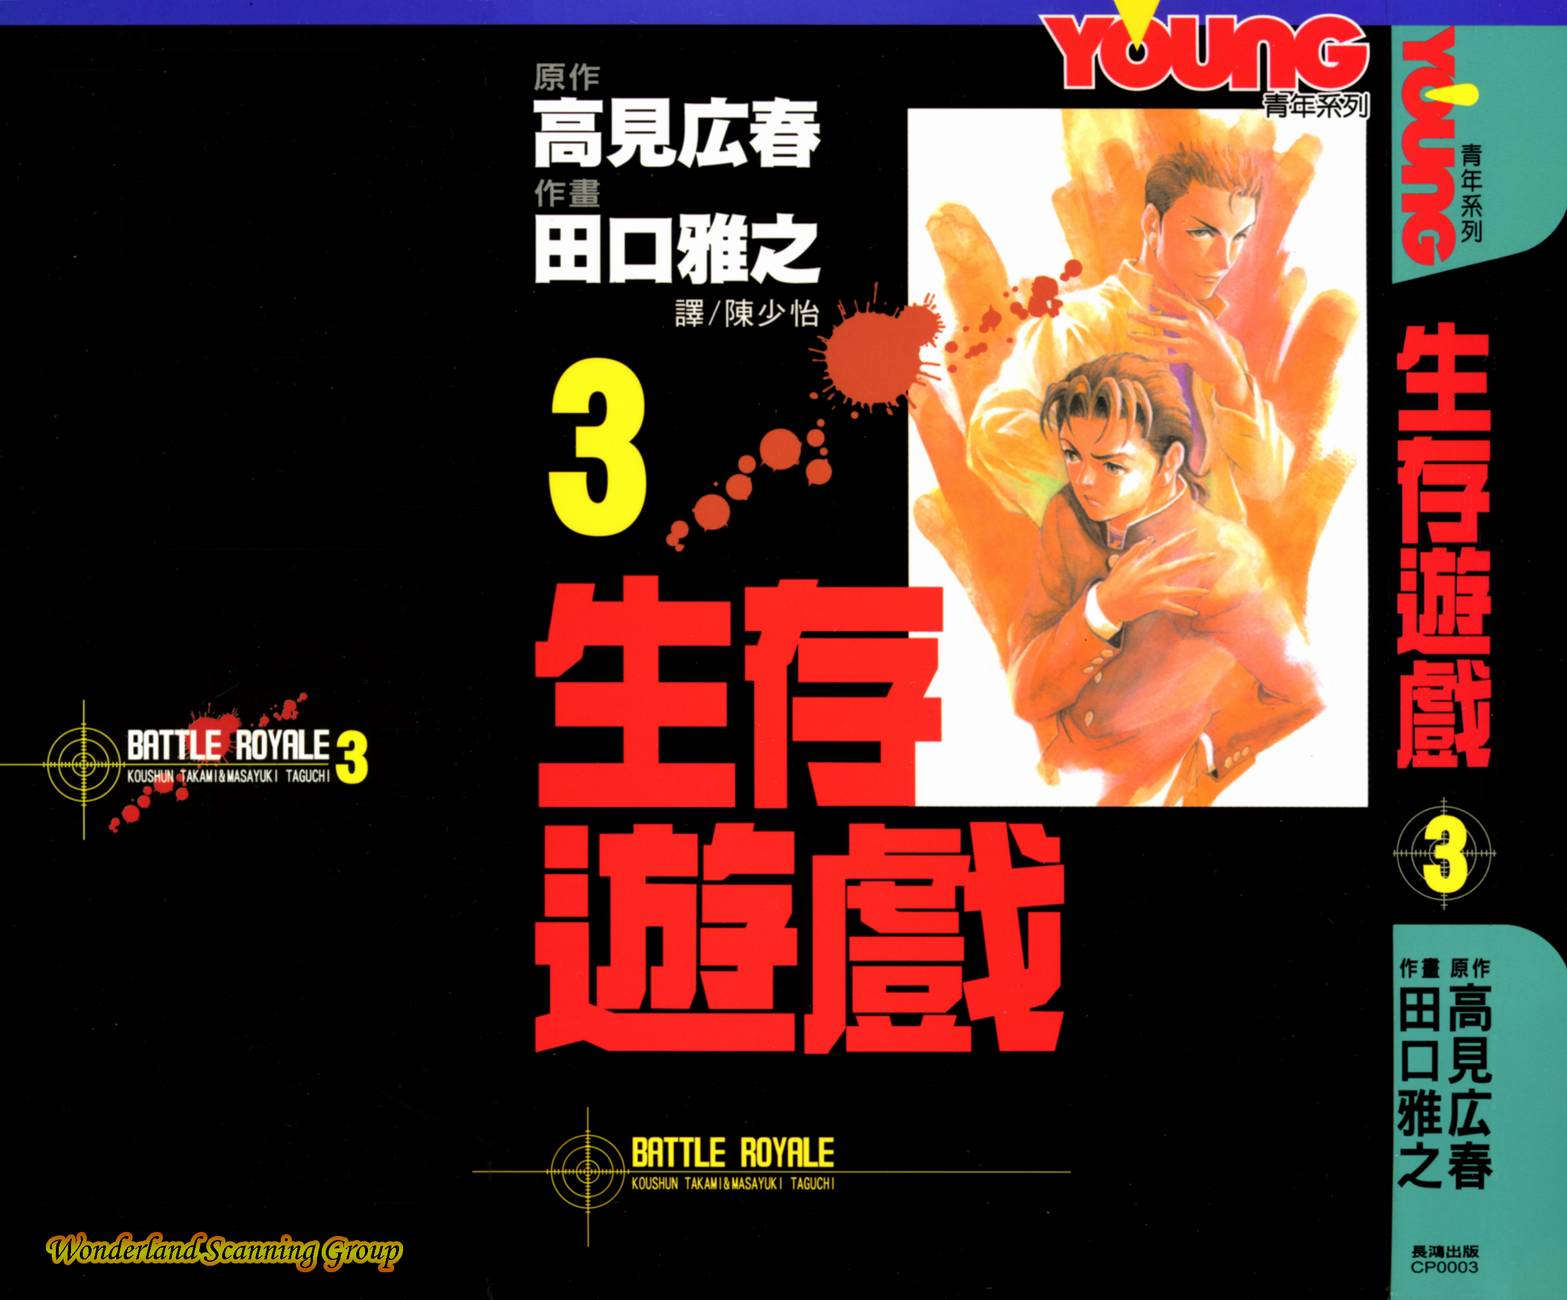 BATTLE ROYALE 3
KOUSHUN TAKAMI&MASAYUKI TAGUCHI
Wonderland Scanning Group
原作
高見広春
作畫
田口雅之
譯/陳少怡
3
生存
遊戲
BATTLE ROYALE
KOUSHUN TAKAMI&MASAYUKI TAGUCHI
YOUNG
青年系列
YOUNG
青年系列
生存遊戲
3
原作
高見広春
作畫
田口雅之
長鴻出版
CP0003